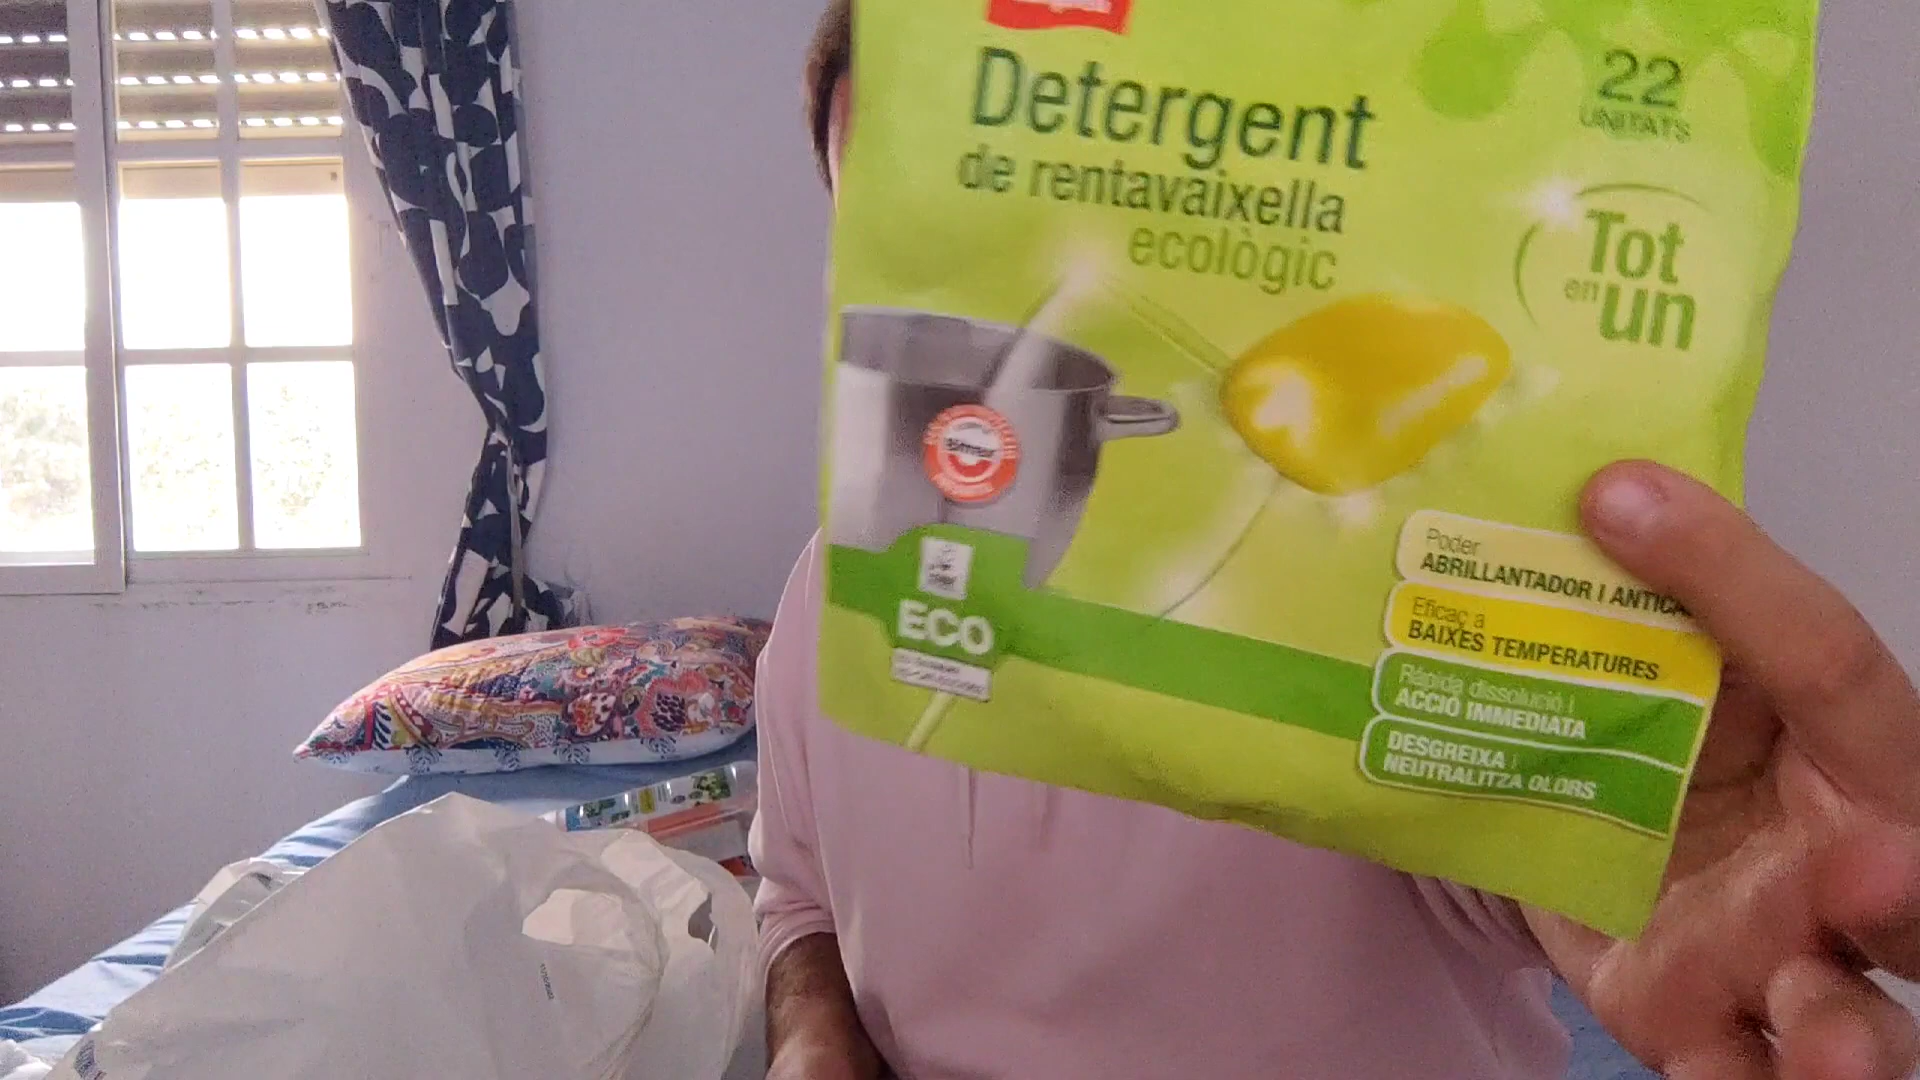 Detergent
de rentavaixella
ecològic
22
UNITATS
Tot
en un
ECO
Poder
ABRILLANTADOR I ANTICA
Eficaç a
BAIXES TEMPERATURES
Ràpida dissolució i
ACCIÓ IMMEDIATA
DESGREIXA i
NEUTRALITZA OLORS